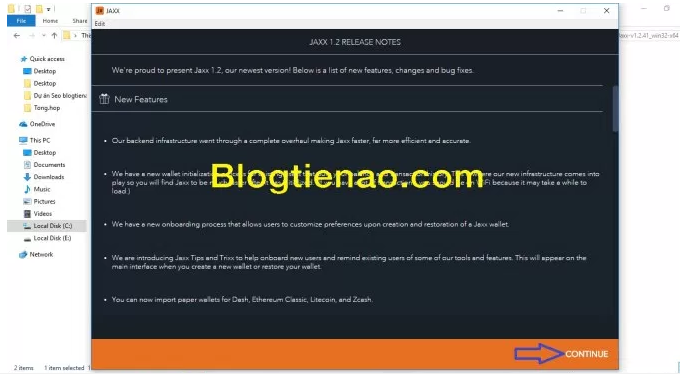 File Home Share
JAXX
Edit
This
Jaxx-v1.2.41_win32-x64
Quick access
Desktop
Desktop
Dự án Seo blogtiena
Tong.hop
OneDrive
This PC
Desktop
Documents
Downloads
Music
Pictures
Videos
Local Disk (C:)
Local Disk (E:)
Network
2 items 1 item selected 1
JAXX 1.2 RELEASE NOTES
We're proud to present Jaxx 1.2, our newest version! Below is a list of new features, changes and bug fixes.
New Features
• Our backend infrastructure went through a complete overhaul making Jaxx faster, far more efficient and accurate.
Blogtienao.com
• We have a new wallet initialization
our new infrastructure comes into
play so you will find Jaxx to be
because it may take a while to
load.)
• We have a new onboarding process that allows users to customize preferences upon creation and restoration of a Jaxx wallet.
• We are introducing Jaxx Tips and Trixx to help onboard new users and remind existing users of some of our tools and features. This will appear on the
main interface when you create a new wallet or restore your wallet.
• You can now import paper wallets for Dash, Ethereum Classic, Litecoin, and Zcash.
CONTINUE